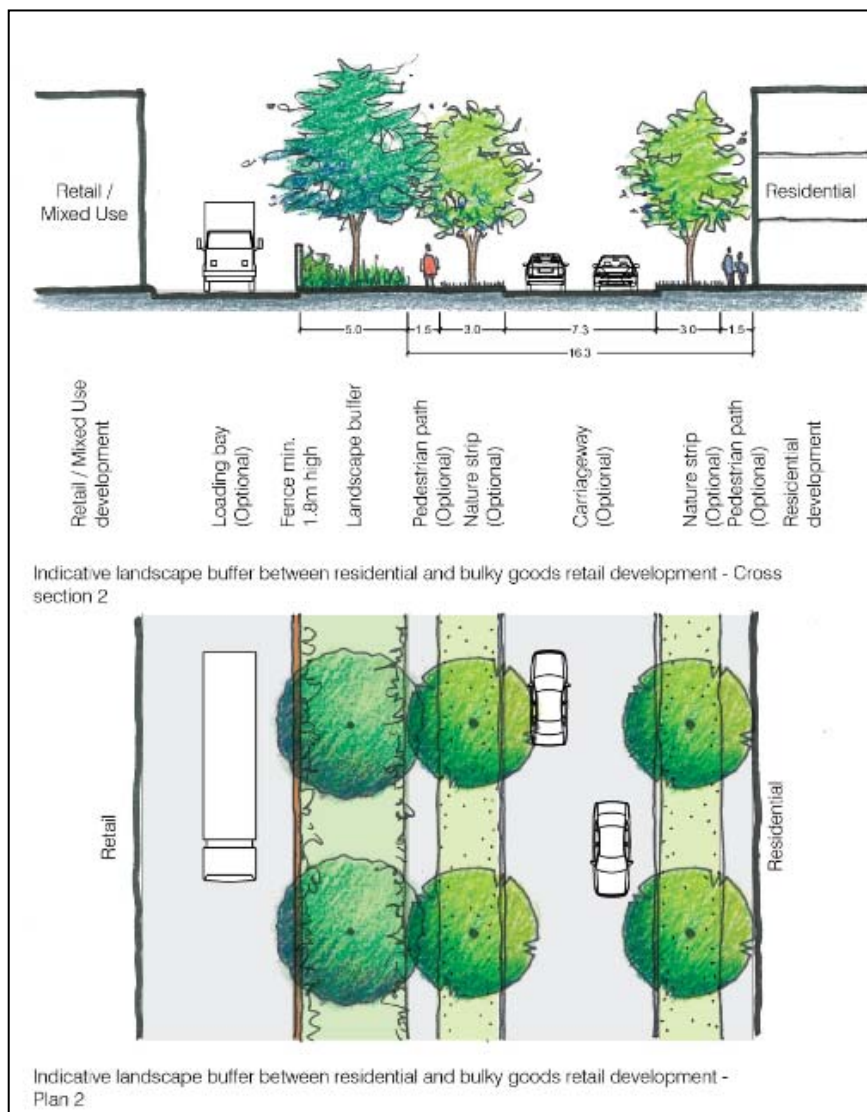 Retail /
Mixed Use
Residential
5.0
1.5
3.0
7.3
3.0
1.5
16.3
Retail / Mixed Use
development
Loading bay
(Optional)
Fence min.
1.8m high
Landscape buffer
Pedestrian path
(Optional)
Nature strip
(Optional)
Carriageway
(Optional)
Nature strip
(Optional)
Pedestrian path
(Optional)
Residential
development
Indicative landscape buffer between residential and bulky goods retail development - Cross
section 2
Retail
Residential
Indicative landscape buffer between residential and bulky goods retail development -
Plan 2